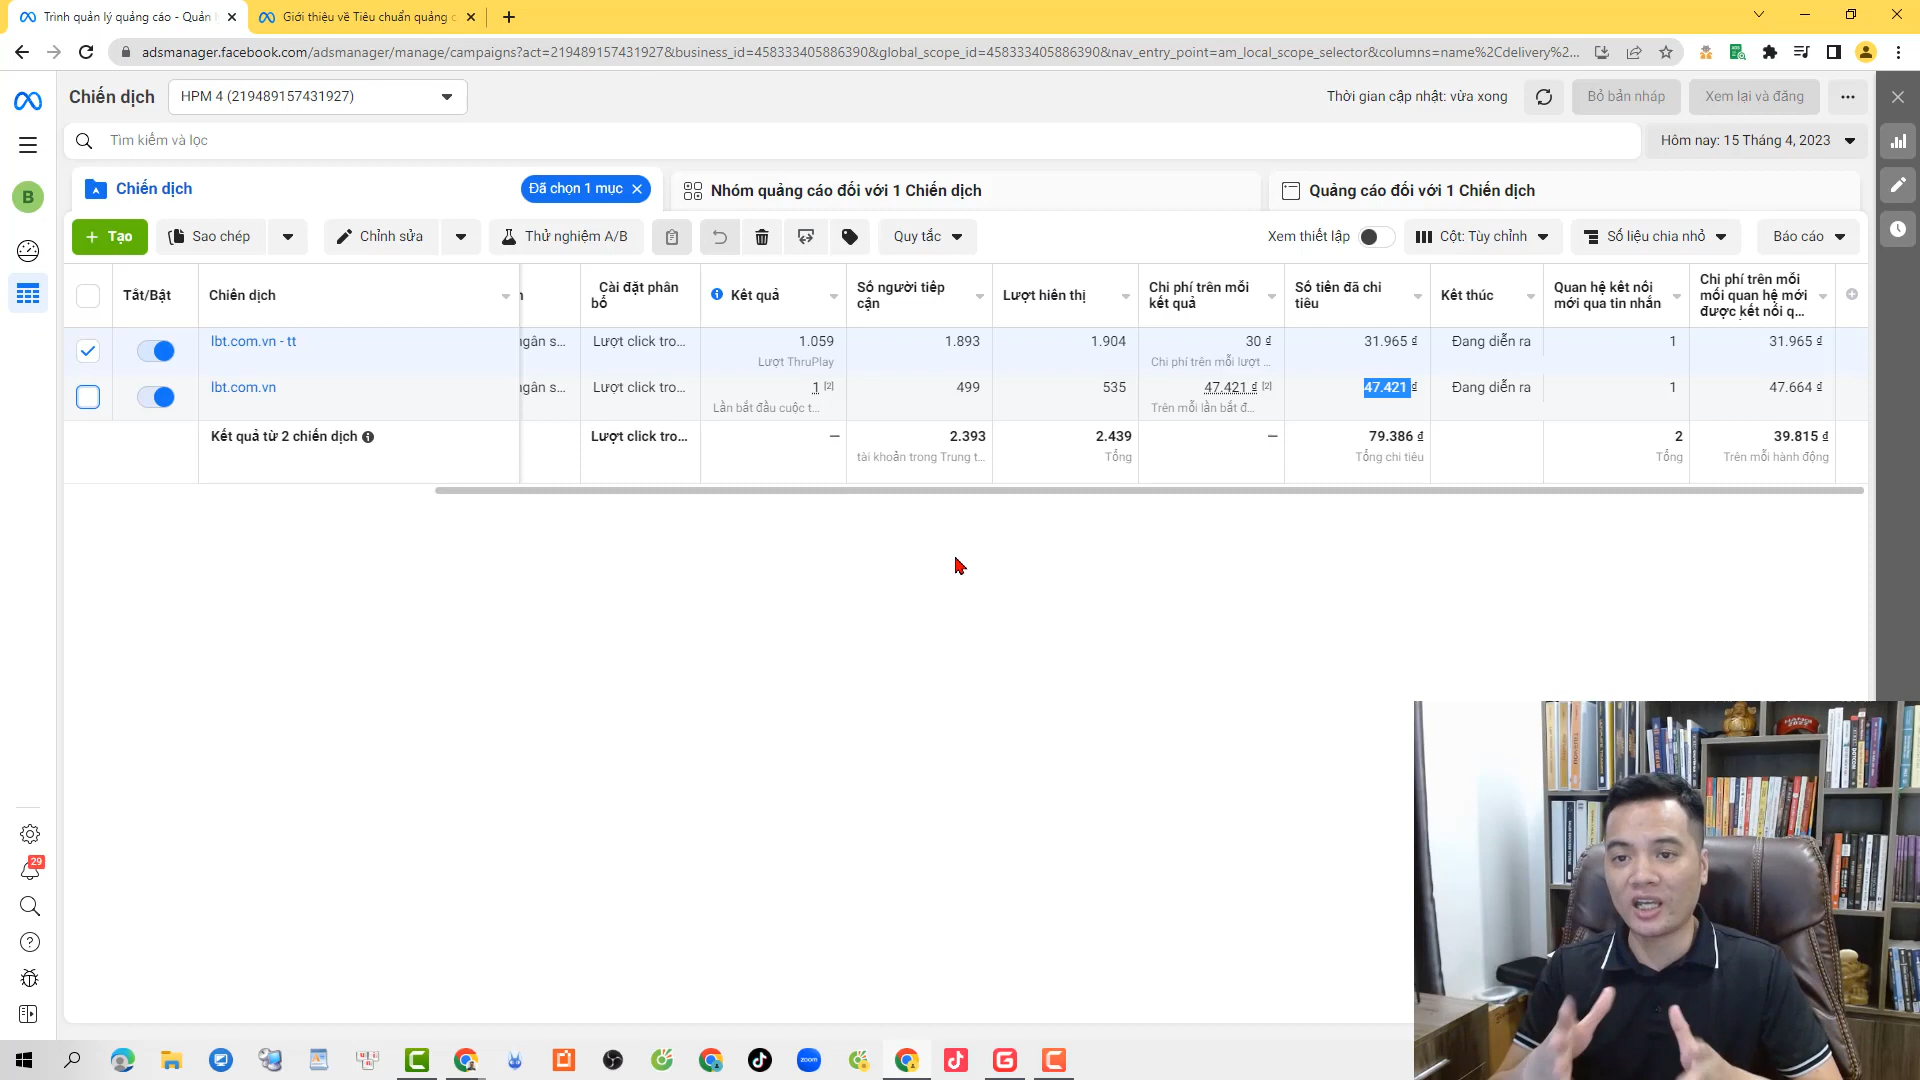 Trình quản lý quảng cáo - Quản
Giới thiệu về Tiêu chuẩn quảng c
adsmanager.facebook.com/adsmanager/manage/campaigns?act=219489157431927&business_id=458333405886390&global_scope_id=458333405886390&nav_entry_point=am_local_scope_selector&columns=name%2Cdelivery%2...
Chiến dịch
HPM 4 (219489157431927)
Thời gian cập nhật: vừa xong
Bỏ bản nháp
Xem lại và đăng
Tìm kiếm và lọc
Hôm nay: 15 Tháng 4, 2023
B
Chiến dịch
Đã chọn 1 mục
Nhóm quảng cáo đối với 1 Chiến dịch
Quảng cáo đối với 1 Chiến dịch
+ Tạo
Sao chép
Chỉnh sửa
Thử nghiệm A/B
Quy tắc
Xem thiết lập
Cột: Tùy chỉnh
Số liệu chia nhỏ
Báo cáo
Tắt/Bật
Chiến dịch
Cài đặt phân bổ
Kết quả
Số người tiếp cận
Lượt hiển thị
Chi phí trên mỗi kết quả
Số tiền đã chi tiêu
Kết thúc
Quan hệ kết nối mới qua tin nhắn
Chi phí trên mỗi mối quan hệ mới được kết nối q...
lbt.com.vn - tt
ngân s...
Lượt click tro...
1.059
Lượt ThruPlay
1.893
1.904
30 ₫
Chi phí trên mỗi lượt ...
31.965 ₫
Đang diễn ra
1
31.965 ₫
lbt.com.vn
ngân s...
Lượt click tro...
1 [2]
Lần bắt đầu cuộc t...
499
535
47.421 ₫ [2]
Trên mỗi lần bắt đ...
47.421 ₫
Đang diễn ra
1
47.664 ₫
Kết quả từ 2 chiến dịch
Lượt click tro...
—
2.393
tài khoản trong Trung t...
2.439
Tổng
—
79.386 ₫
Tổng chi tiêu
2
Tổng
39.815 ₫
Trên mỗi hành động
29
zoom